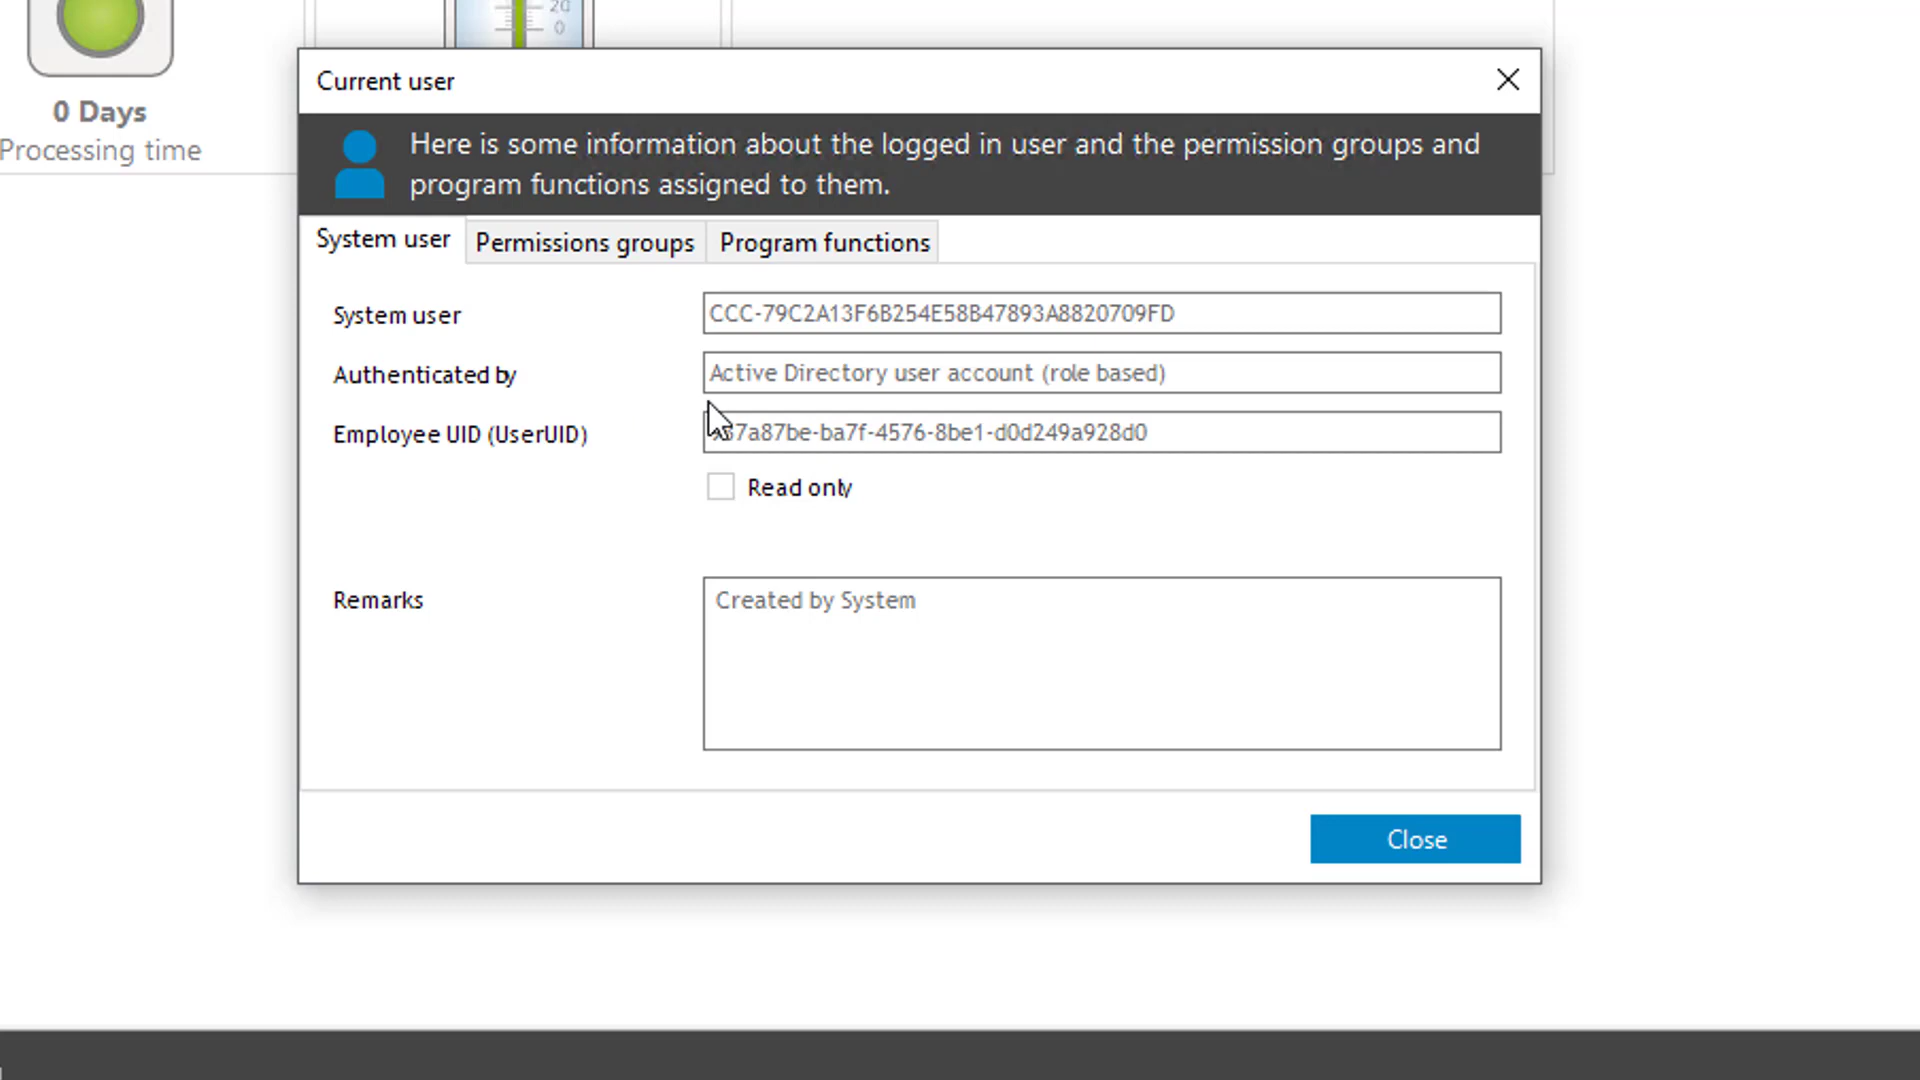 20
0
0 Days
Processing time
Current user
Here is some information about the logged in user and the permission groups and
program functions assigned to them.
System user
Permissions groups
Program functions
System user
CCC-79C2A13F6B254E58B47893A8820709FD
Authenticated by
Active Directory user account (role based)
Employee UID (UserUID)
7a87be-ba7f-4576-8be1-d0d249a928d0
Read only
Remarks
Created by System
Close